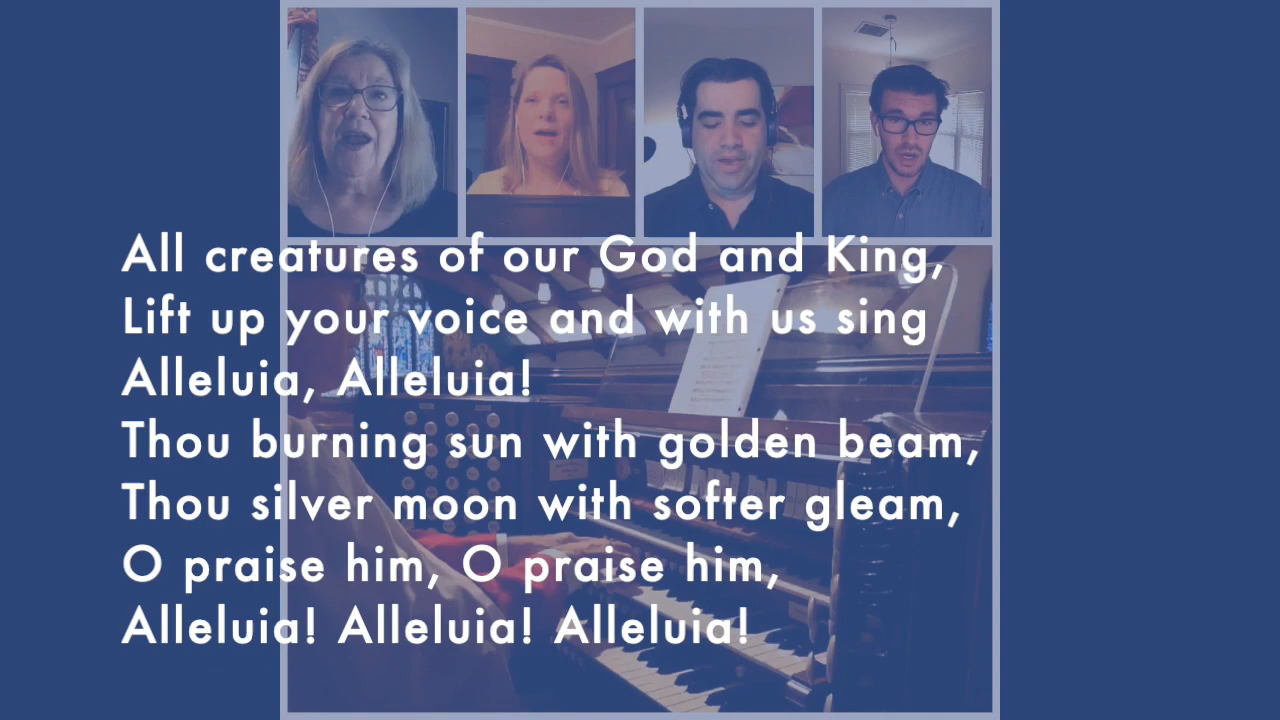 All creatures of our God and King,
Lift up your voice and with us sing
Alleluia, Alleluia!
Thou burning sun with golden beam,
Thou silver moon with softer gleam,
O praise him, O praise him,
Alleluia! Alleluia! Alleluia!